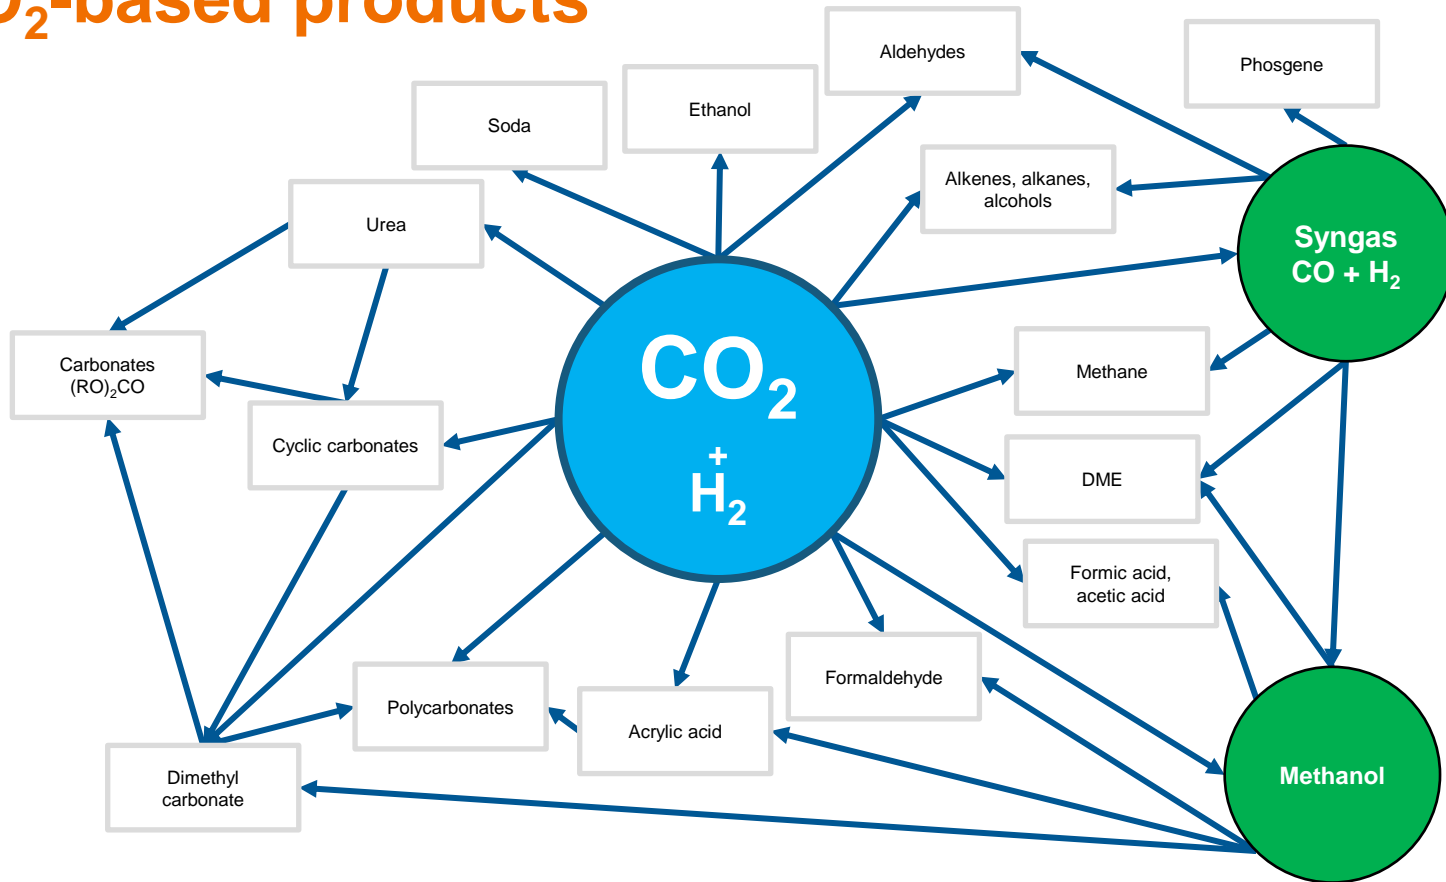 O₂-based products
Aldehydes
Phosgene
Ethanol
Soda
Alkenes, alkanes,
alcohols
Urea
Syngas
CO + H₂
Carbonates
(RO)₂CO
CO₂
+
H₂
Methane
Cyclic carbonates
DME
Formic acid,
acetic acid
Formaldehyde
Polycarbonates
Acrylic acid
Dimethyl
carbonate
Methanol